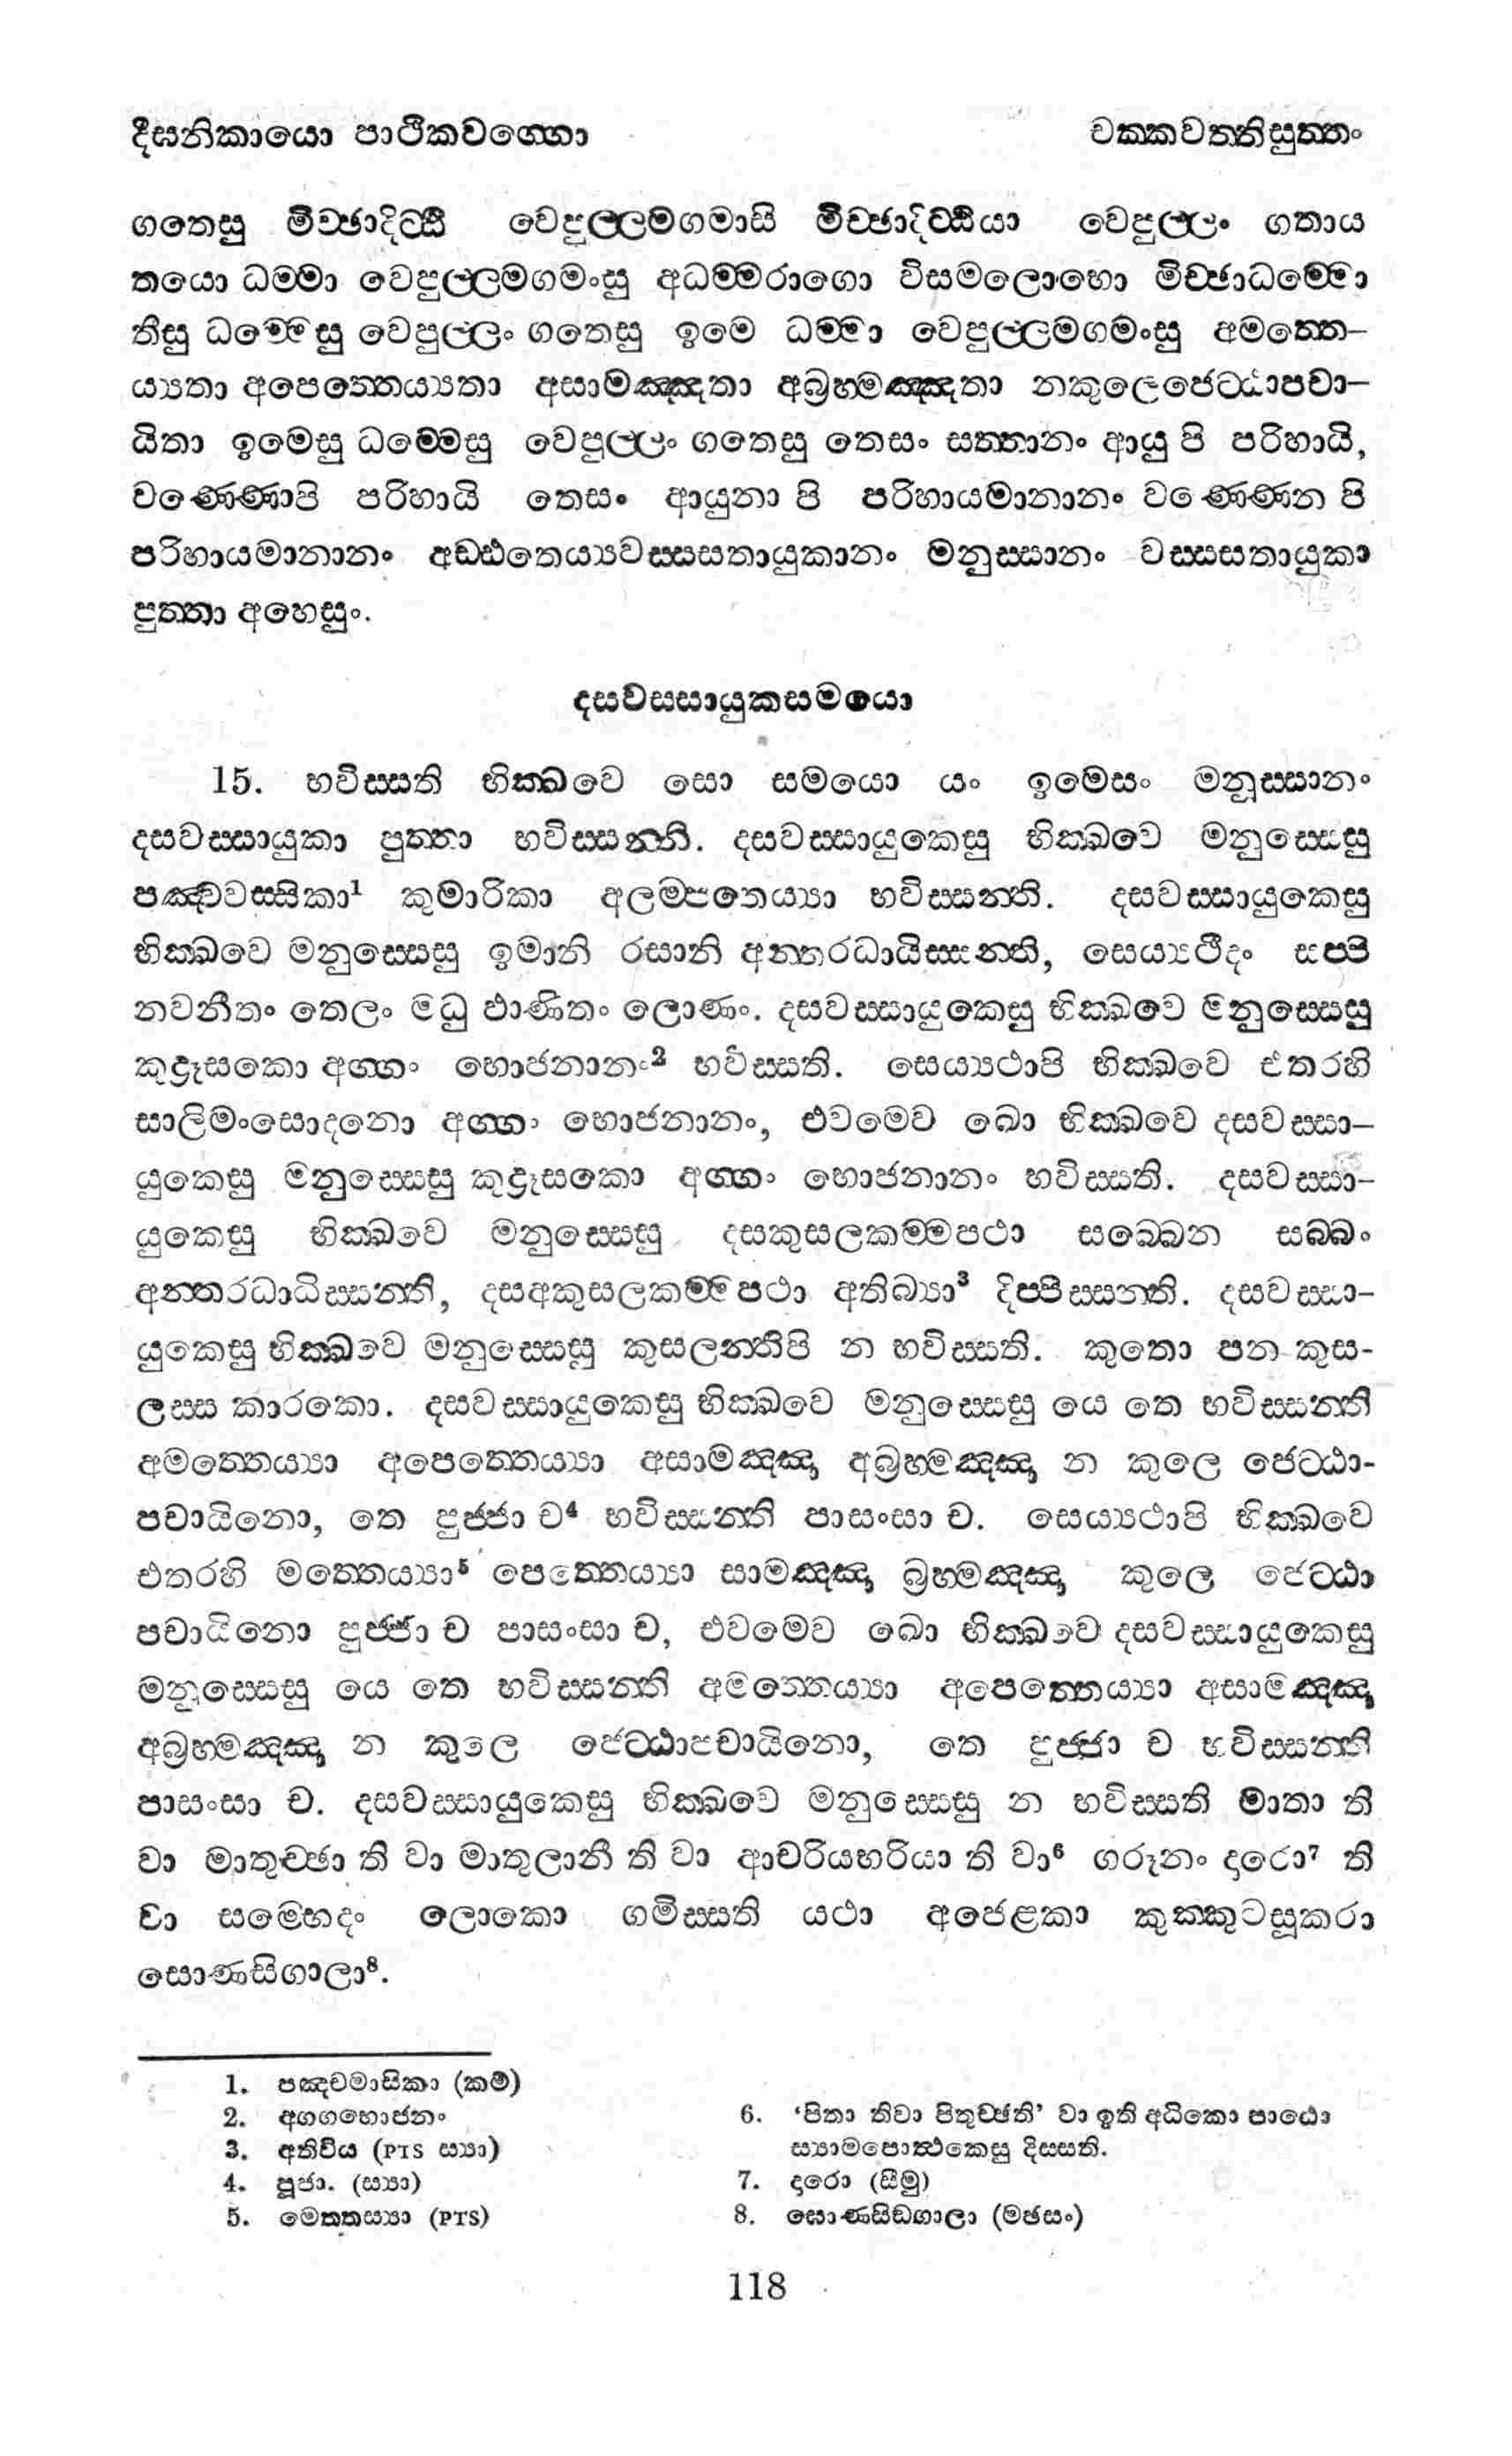 දීඝනිකායො පාථිකවග්ගො
චක්කවත්තිසුත්තං
ගතෙසු මිච්ඡාදිට්ඨි වෙපුල්ලමගමාසි මිච්ඡාදිට්ඨියා වෙපුල්ලං ගතාය
තයො ධම්මා වෙපුල්ලමගමංසු අධම්මරාගො විසමලොභො මිච්ඡාධම්මො
තීසු ධම්මෙසු වෙපුල්ලං ගතෙසු ඉමෙ ධම්මා වෙපුල්ලමගමංසු අමත්තෙ–
ය්‍යතා අපෙත්තෙය්‍යතා අසාමඤ්ඤතා අබ්‍රහ්මඤ්ඤතා නකුලෙජෙට්ඨාපචා–
යිතා ඉමෙසු ධම්මෙසු වෙපුල්ලං ගතෙසු තෙසං සත්තානං ආයු පි පරිහායි,
වණ්ණොපි පරිහායි තෙසං ආයුනා පි පරිහායමානානං වණ්ණෙන පි
පරිහායමානානං අඩ්ඪතෙය්‍යවස්සසතායුකානං මනුස්සානං වස්සසතායුකා
පුත්තා අහෙසුං.
දසවස්සායුකසමයො
15. භවිස්සති භික්ඛවෙ සො සමයො යං ඉමෙසං මනුස්සානං
දසවස්සායුකා පුත්තා භවිස්සන්ති. දසවස්සායුකෙසු භික්ඛවෙ මනුස්සෙසු
පඤ්චවස්සිකා¹ කුමාරිකා අලම්පතෙය්‍යා භවිස්සන්ති. දසවස්සායුකෙසු
භික්ඛවෙ මනුස්සෙසු ඉමානි රසානි අන්තරධායිස්සන්ති, සෙය්‍යථීදං සප්පි
නවනීතං තෙලං මධු ඵාණිතං ලොණං. දසවස්සායුකෙසු භික්ඛවෙ මනුස්සෙසු
කුද්‍රූසකො අග්ගං භොජනානං² භවිස්සති. සෙය්‍යථාපි භික්ඛවෙ එතරහි
සාලිමංසොදනො අග්ගං භොජනානං, එවමෙව ඛො භික්ඛවෙ දසවස්සා–
යුකෙසු මනුස්සෙසු කුද්‍රූසකො අග්ගං භොජනානං භවිස්සති. දසවස්සා–
යුකෙසු භික්ඛවෙ මනුස්සෙසු දසකුසලකම්මපථා සබ්බෙන සබ්බං
අන්තරධායිස්සන්ති, දසඅකුසලකම්මපථා අතිබ්‍යා³ දිප්පිස්සන්ති. දසවස්සා–
යුකෙසු භික්ඛවෙ මනුස්සෙසු කුසලන්තිපි න භවිස්සති. කුතො පන කුස-
ලස්ස කාරකො. දසවස්සායුකෙසු භික්ඛවෙ මනුස්සෙසු යෙ තෙ භවිස්සන්ති
අමත්තෙය්‍යා අපෙත්තෙය්‍යා අසාමඤ්ඤා අබ්‍රහ්මඤ්ඤා න කුලෙ ජෙට්ඨා-
පචායිනො, තෙ පුජ්ජා ච⁴ භවිස්සන්ති පාසංසා ච. සෙය්‍යථාපි භික්ඛවෙ
එතරහි මත්තෙය්‍යා⁵ පෙත්තෙය්‍යා සාමඤ්ඤා බ්‍රහ්මඤ්ඤා කුලෙ ජෙට්ඨා
පචායිනො පුජ්ජා ච පාසංසා ච, එවමෙව ඛො භික්ඛවෙ දසවස්සායුකෙසු
මනුස්සෙසු යෙ තෙ භවිස්සන්ති අමත්තෙය්‍යා අපෙත්තෙය්‍යා අසාමඤ්ඤා
අබ්‍රහ්මඤ්ඤා න කුලෙ ජෙට්ඨාපචායිනො, තෙ පුජ්ජා ච භවිස්සන්ති
පාසංසා ච. දසවස්සායුකෙසු භික්ඛවෙ මනුස්සෙසු න භවිස්සති මාතා ති
වා මාතුච්ඡා ති වා මාතුලානී ති වා ආචරියභරියා ති වා⁶ ගරූනං දාරො⁷ ති
වා සම්භෙදං ලොකො ගමිස්සති යථා අජෙළකා කුක්කුටසූකරා
සොණසිගාලා⁸.
1. පඤ්චමාසිකා (කම්)
2. අග්ගභොජනං
3. අතිවිය (PTS ස්‍යා)
4. පූජා. (ස්‍යා)
5. මෙත්තස්‍යා (PTS)
6. ‘පිතා තිවා පිතුච්ඡාති’ වා ඉති අධිකො පාඨො
ස්‍යාමපොත්ථකෙසු දිස්සති.
7. දාරො (සීමු)
8. සොණසිඞගාලා (මඡසං)
118